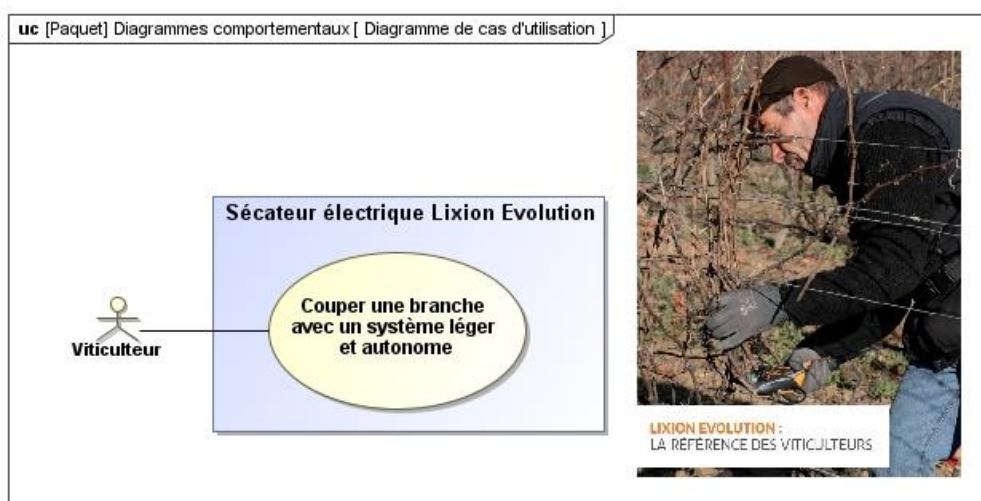 uc [Paquet] Diagrammes comportementaux [ Diagramme de cas d'utilisation ]
Sécateur électrique Lixion Evolution
Couper une branche
avec un système léger
et autonome
Viticulteur
LIXION EVOLUTION :
LA RÉFÉRENCE DES VITICULTEURS